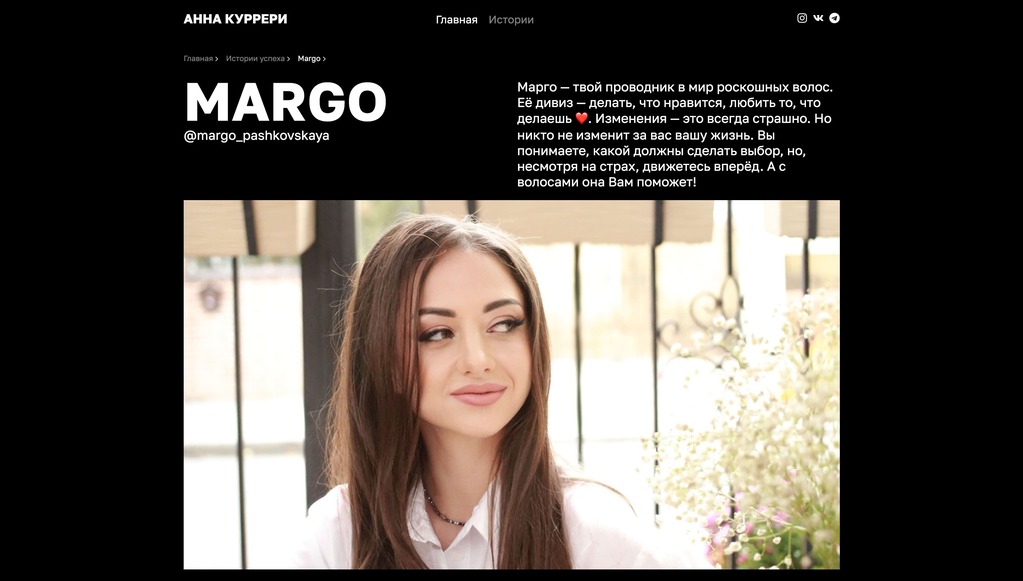 АННА КУРРЕРИ
Главная Истории
Главная > Истории успеха > Margo >
MARGO
@margo_pashkovskaya
Марго — твой проводник в мир роскошных волос.
Её дивиз — делать, что нравится, любить то, что
делаешь ❤️. Изменения — это всегда страшно. Но
никто не изменит за вас вашу жизнь. Вы
понимаете, какой должны сделать выбор, но,
несмотря на страх, движетесь вперёд. А с
волосами она Вам поможет!